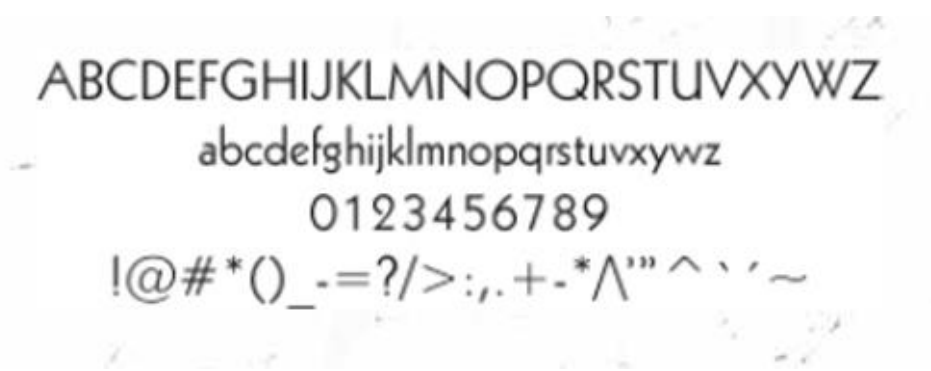 ABCDEFGHIJKLMNOPQRSTUVXYWZ
abcdefghijklmnopqrstuvxywz
0123456789
!@#*()_-=?/>:,.+-*/\'"' ^ ` ´ ~